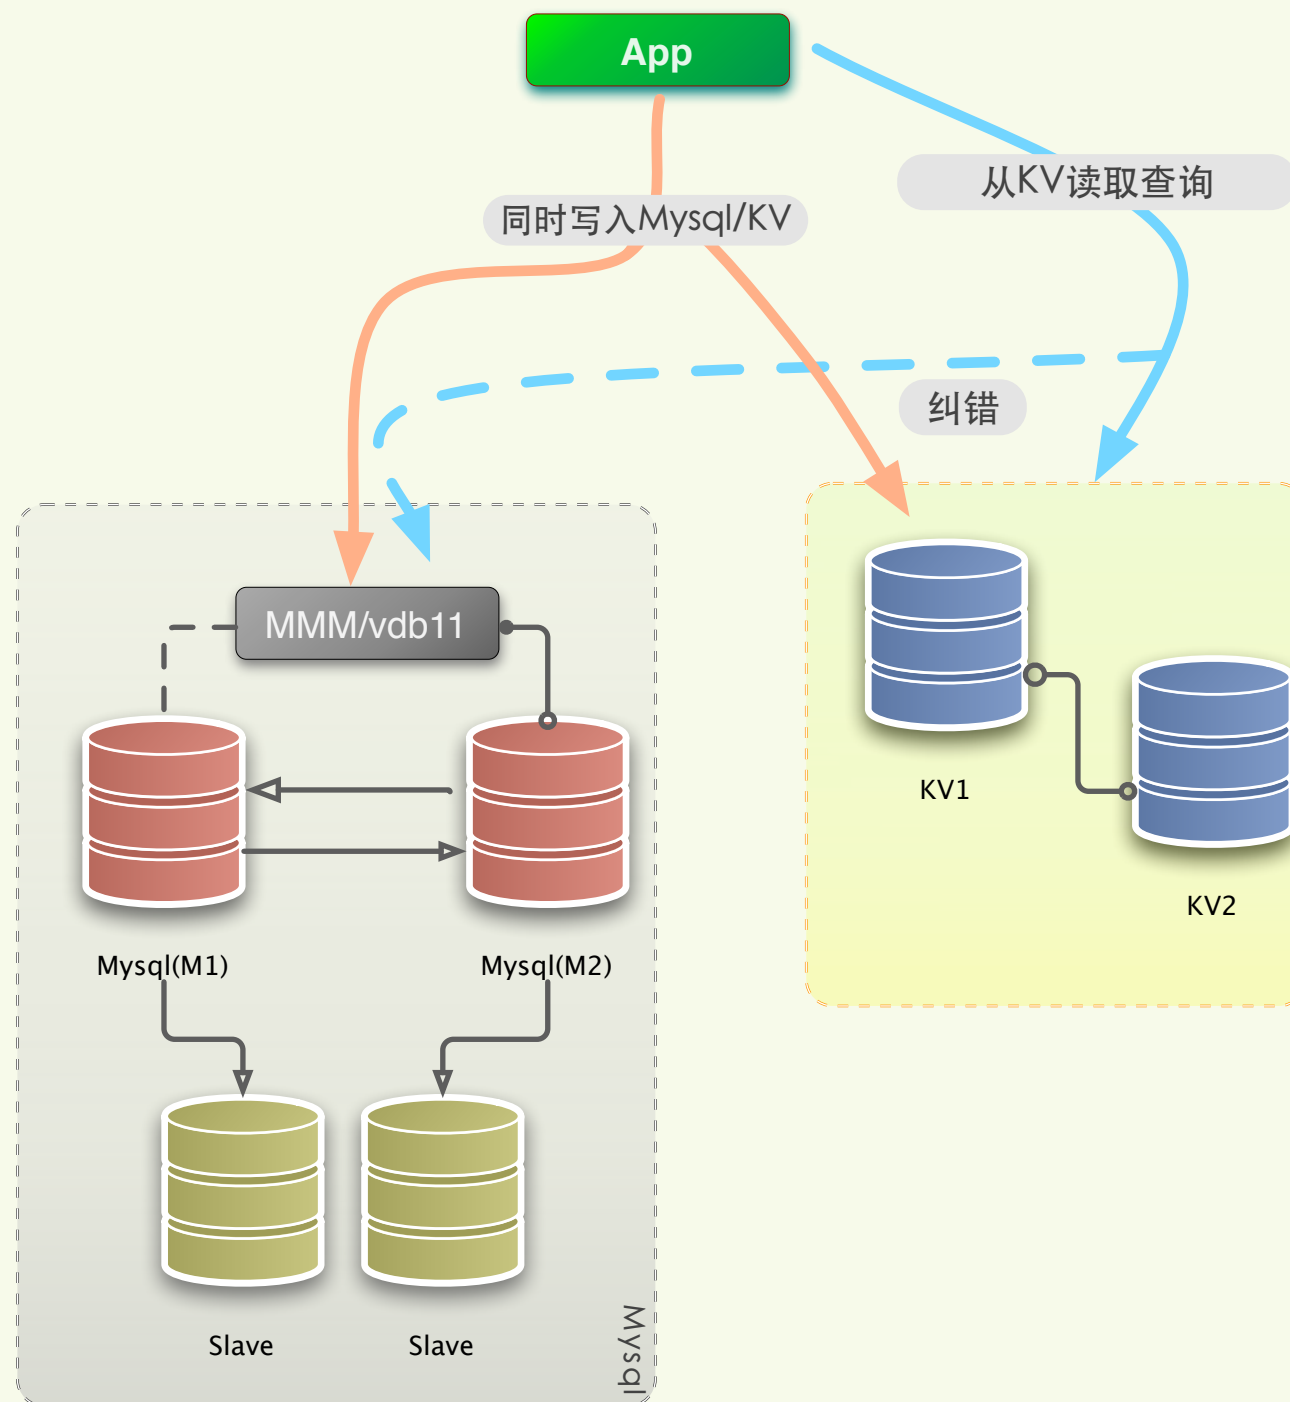 App
从KV读取查询
同时写入Mysql/KV
纠错
MMM/vdb11
KV1
KV2
Mysql(M1)
Mysql(M2)
Slave
Slave
Mysql